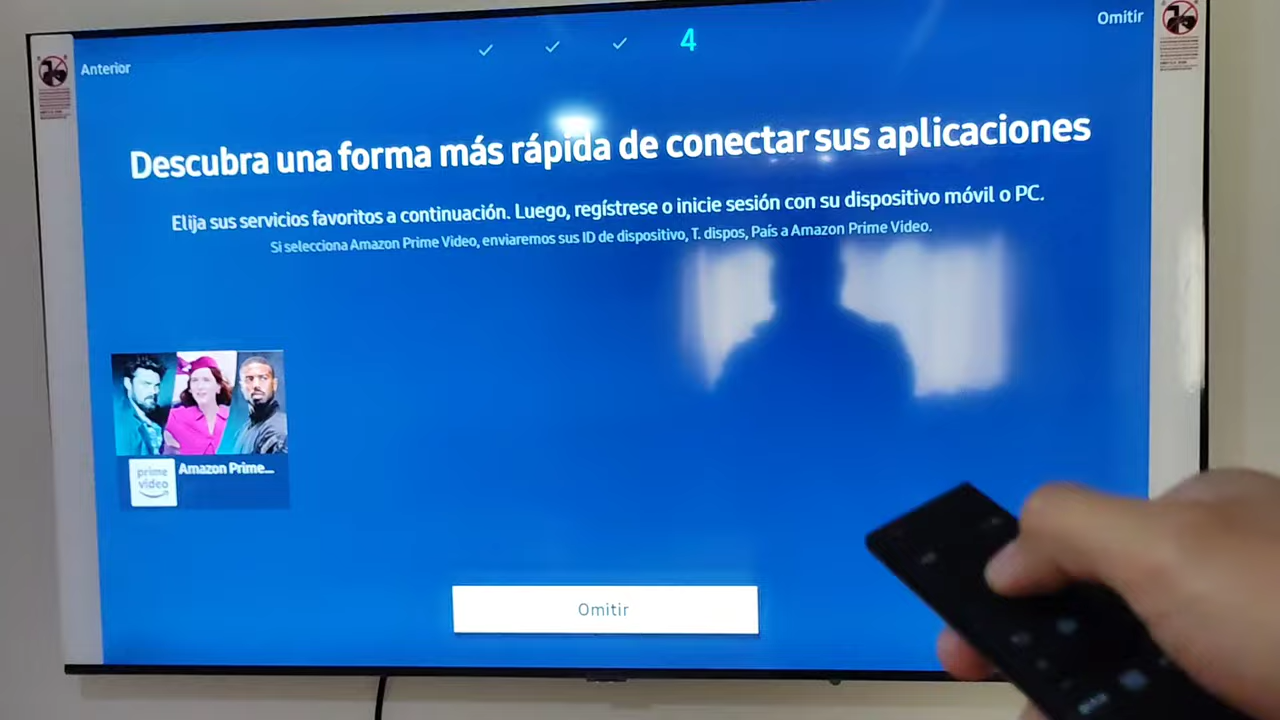 4
Omitir
Anterior
Descubra una forma más rápida de conectar sus aplicaciones
Elija sus servicios favoritos a continuación. Luego, regístrese o inicie sesión con su dispositivo móvil o PC.
Si selecciona Amazon Prime Video, enviaremos sus ID de dispositivo, T. dispos, País a Amazon Prime Video.
prime
video
Amazon Prime...
Omitir